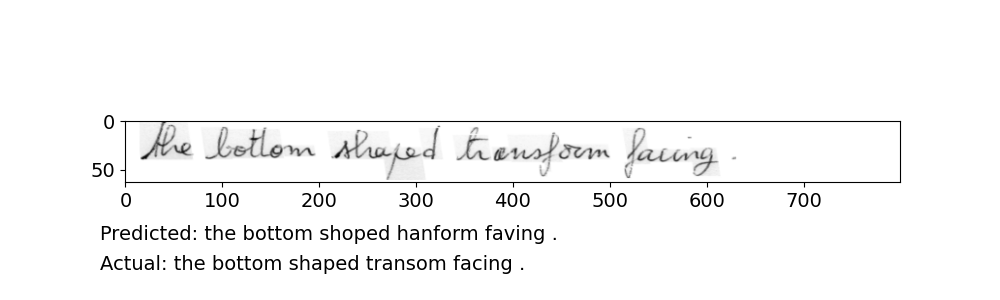 0
the bottom shaped transform facing .
50
0 100 200 300 400 500 600 700
Predicted: the bottom shoped hanform faving .
Actual: the bottom shaped transom facing .